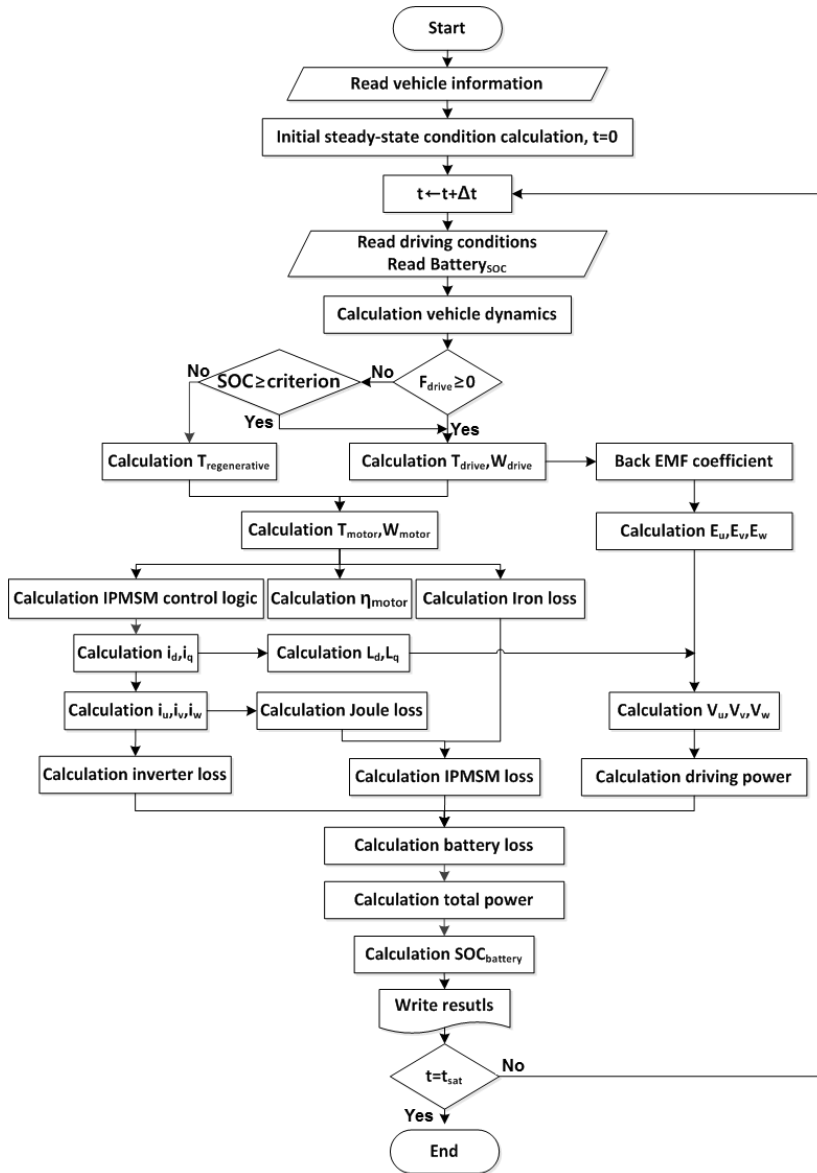 Start
Read vehicle information
Initial steady-state condition calculation, t=0
t←t+Δt
Read driving conditions
Read Battery_SOC
Calculation vehicle dynamics
No
SOC≥criterion
No
F_drive≥0
Yes
Yes
Calculation T_regenerative
Calculation T_drive,W_drive
Back EMF coefficient
Calculation T_motor,W_motor
Calculation E_u,E_v,E_w
Calculation IPMSM control logic
Calculation η_motor
Calculation Iron loss
Calculation i_d,i_q
Calculation L_d,L_q
Calculation i_u,i_v,i_w
Calculation Joule loss
Calculation V_u,V_v,V_w
Calculation inverter loss
Calculation IPMSM loss
Calculation driving power
Calculation battery loss
Calculation total power
Calculation SOC_battery
Write resutls
t=t_sat
No
Yes
End